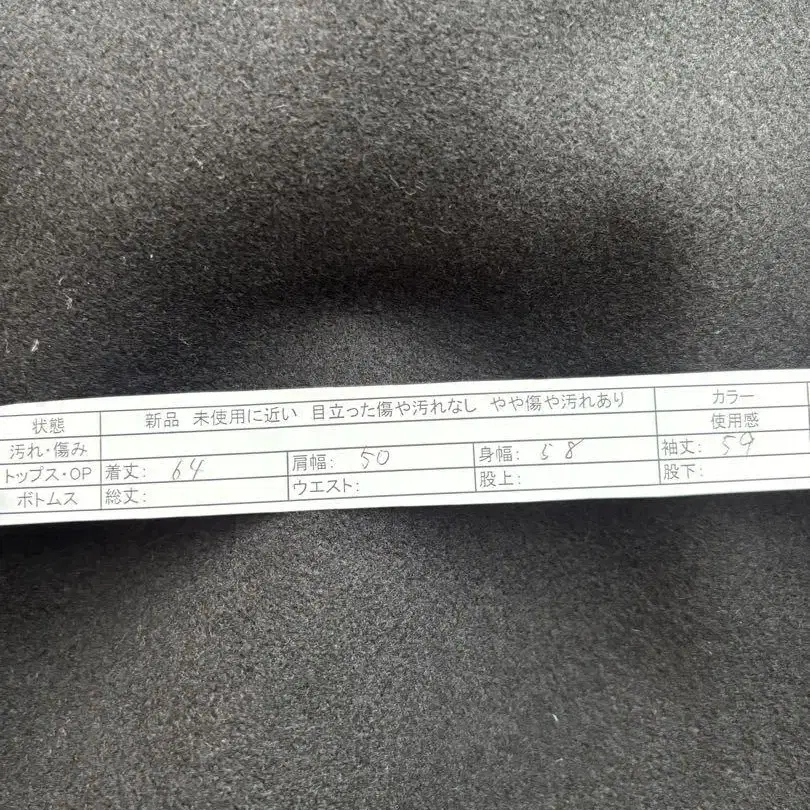 状態 新品 未使用に近い 目立った傷や汚れなし やや傷や汚れあり カラー
汚れ・傷み 使用感
トップス・OP 着丈: 64 肩幅: 50 身幅: 58 袖丈: 59
ボトムス 総丈: ウエスト: 股上: 股下: